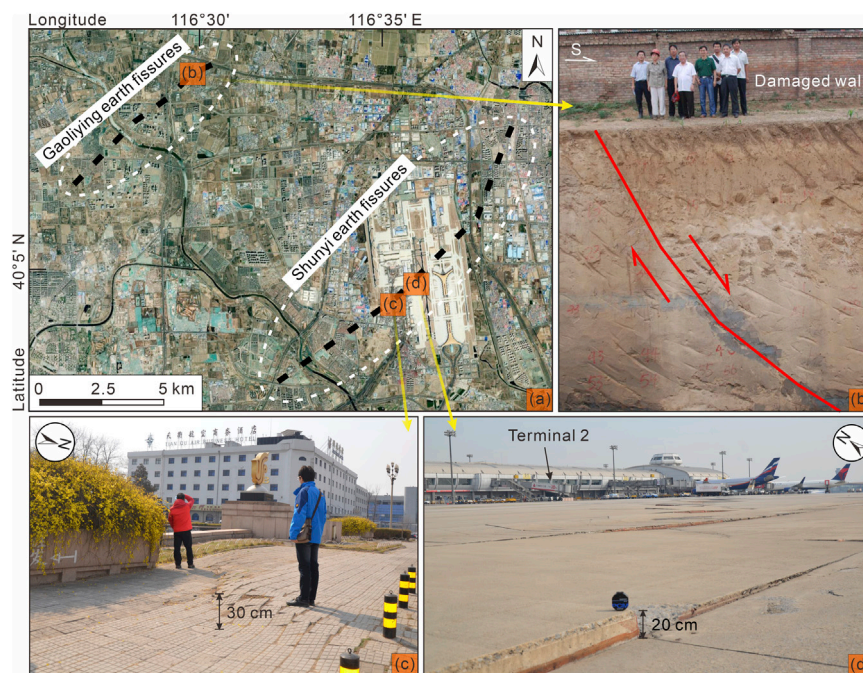 Longitude 116°30' 116°35' E
N
(b)
Gaoliying earth fissures
Shunyi earth fissures
(d)
(c)
40°5' N
Latitude
0 2.5 5 km
(a)
S
Damaged wall
(b)
N
30 cm
(c)
Terminal 2
N
20 cm
(d)